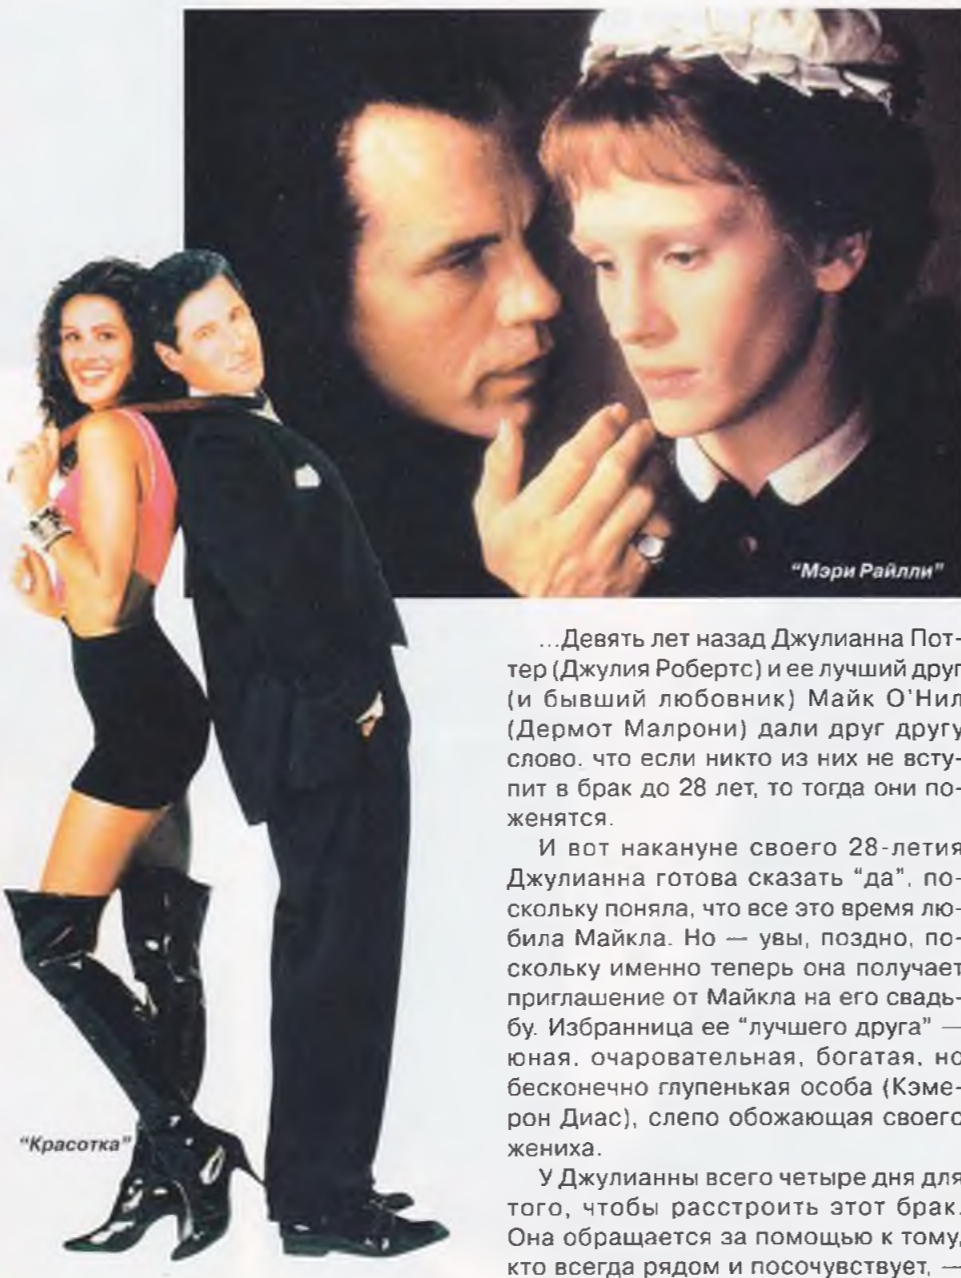 “Мэри Райлли”
...Девять лет назад Джулианна Пот-
тер (Джулия Робертс) и ее лучший друг
(и бывший любовник) Майк О'Нил
(Дермот Малрони) дали друг другу
слово. что если никто из них не всту-
пит в брак до 28 лет, то тогда они по-
женятся.
И вот накануне своего 28-летия
Джулианна готова сказать “да”, по-
скольку поняла, что все это время лю-
била Майкла. Но — увы, поздно, по-
скольку именно теперь она получает
приглашение от Майкла на его свадь-
бу. Избранница ее “лучшего друга” —
юная, очаровательная, богатая, но
бесконечно глупенькая особа (Кэме-
рон Диас), слепо обожающая своего
жениха.
У Джулианны всего четыре дня для
того, чтобы расстроить этот брак.
Она обращается за помощью к тому,
кто всегда рядом и посочувствует, —
“Красотка”